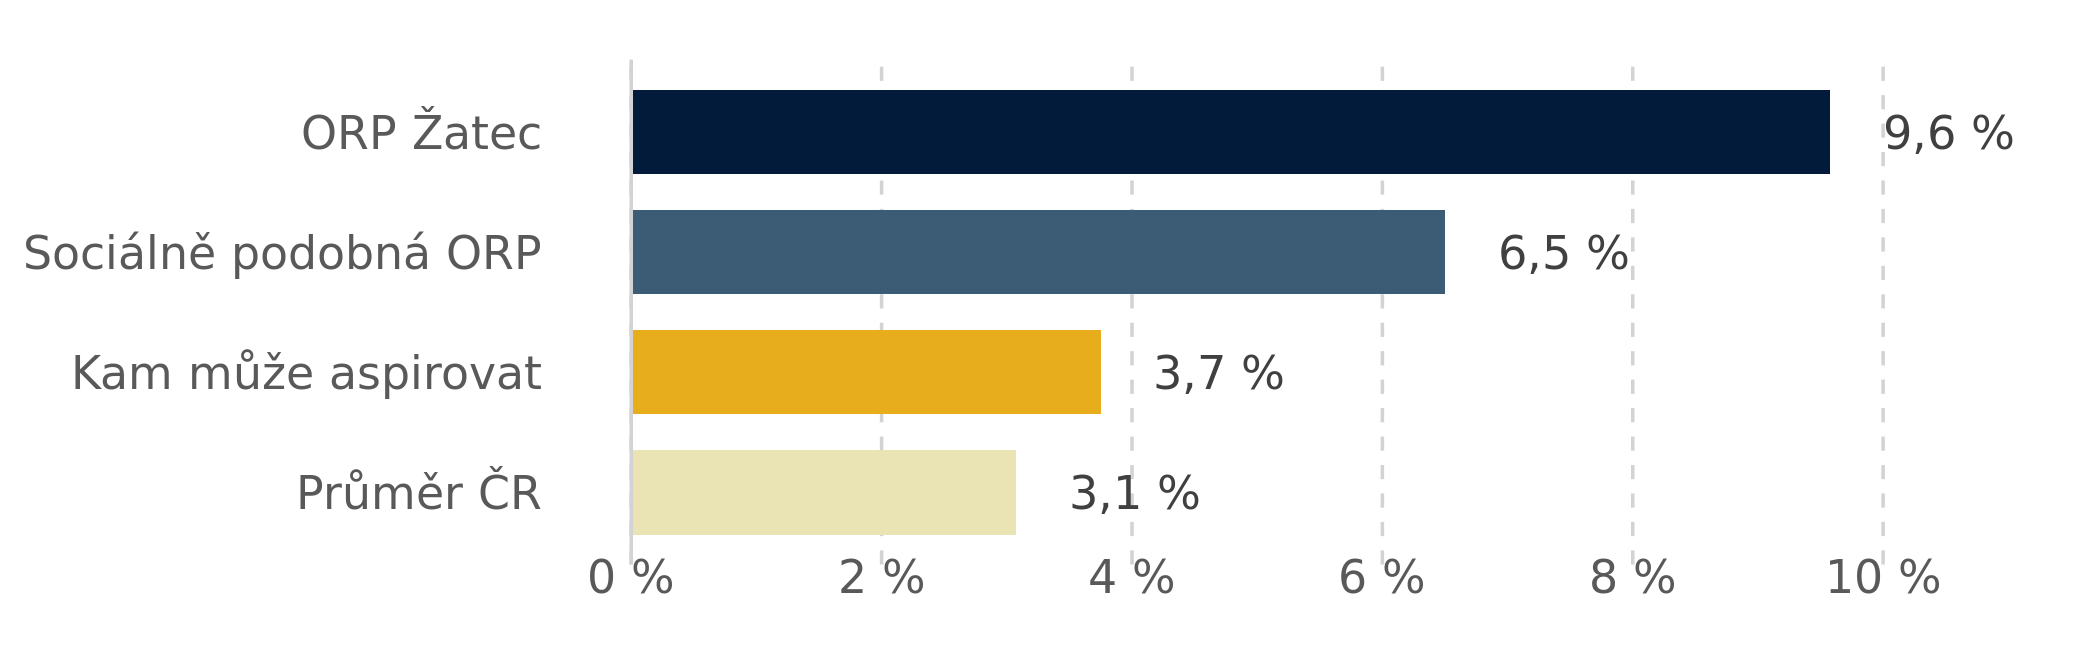 ORP Žatec
9,6 %
Sociálně podobná ORP
6,5 %
Kam může aspirovat
3,7 %
Průměr ČR
3,1 %
0 % 2 % 4 % 6 % 8 % 10 %